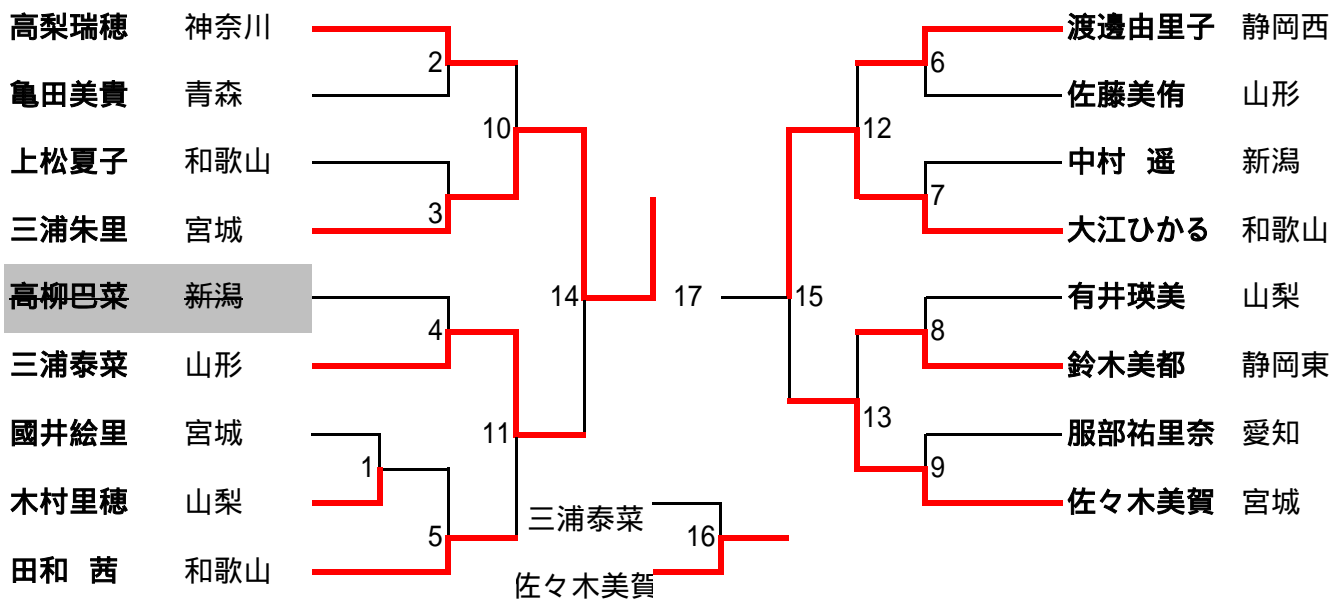 高梨瑞穂 神奈川 渡邊由里子 静岡西
2 6
亀田美貴 青森 佐藤美侑 山形
10 12
上松夏子 和歌山 中村 遥 新潟
3 7
三浦朱里 宮城 大江ひかる 和歌山
高柳巴菜 新潟 14 17 15 有井瑛美 山梨
4 8
三浦泰菜 山形 鈴木美都 静岡東
13
國井絵里 宮城 11 服部祐里奈 愛知
1 9
木村里穂 山梨 佐々木美賀 宮城
三浦泰菜
5 16
田和 茜 和歌山
佐々木美賀